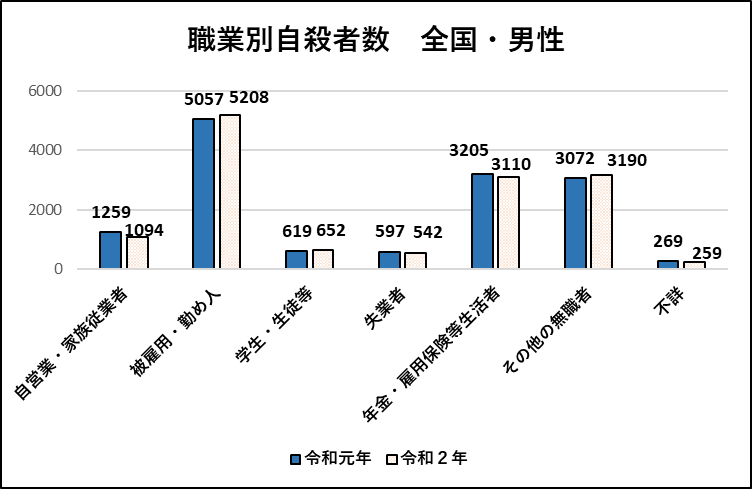 職業別自殺者数　全国・男性
6000
4000
2000
0
1259
1094
5057
5208
619
652
597
542
3205
3110
3072
3190
269
259
自営業・家族従業者
被雇用・勤め人
学生・生徒等
失業者
年金・雇用保険等生活者
その他の無職者
不詳
令和元年
令和２年